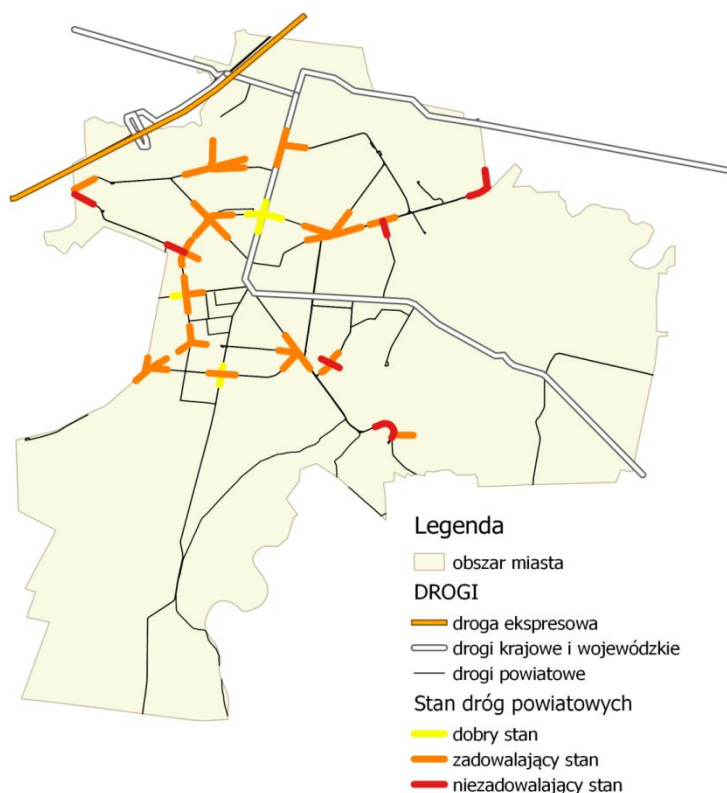 Legenda
obszar miasta
DROGI
droga ekspresowa
drogi krajowe i wojewódzkie
drogi powiatowe
Stan dróg powiatowych
dobry stan
zadowalający stan
niezadowalający stan